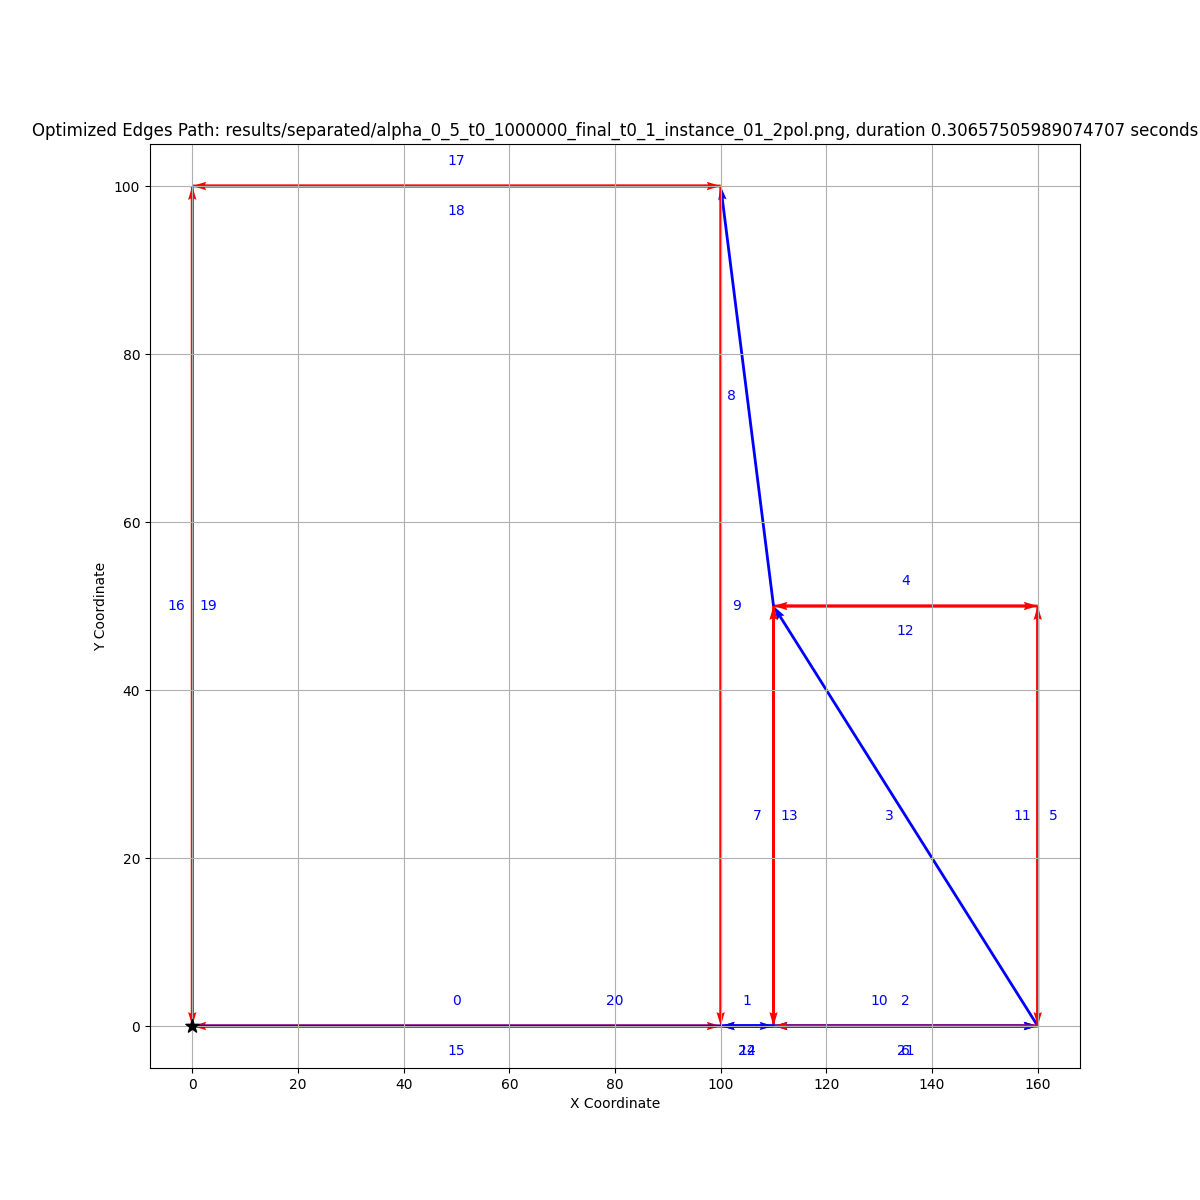 Optimized Edges Path: results/separated/alpha_0_5_t0_1000000_final_t0_1_instance_01_2pol.png, duration 0.30657505989074707 seconds
17
100
18
80
8
60
16 19 9
4
12
Y Coordinate
40
7 13 3 11 5
20
0 20 1 10 2
0
15
0 20 40 60 80 100 120 140 160
X Coordinate